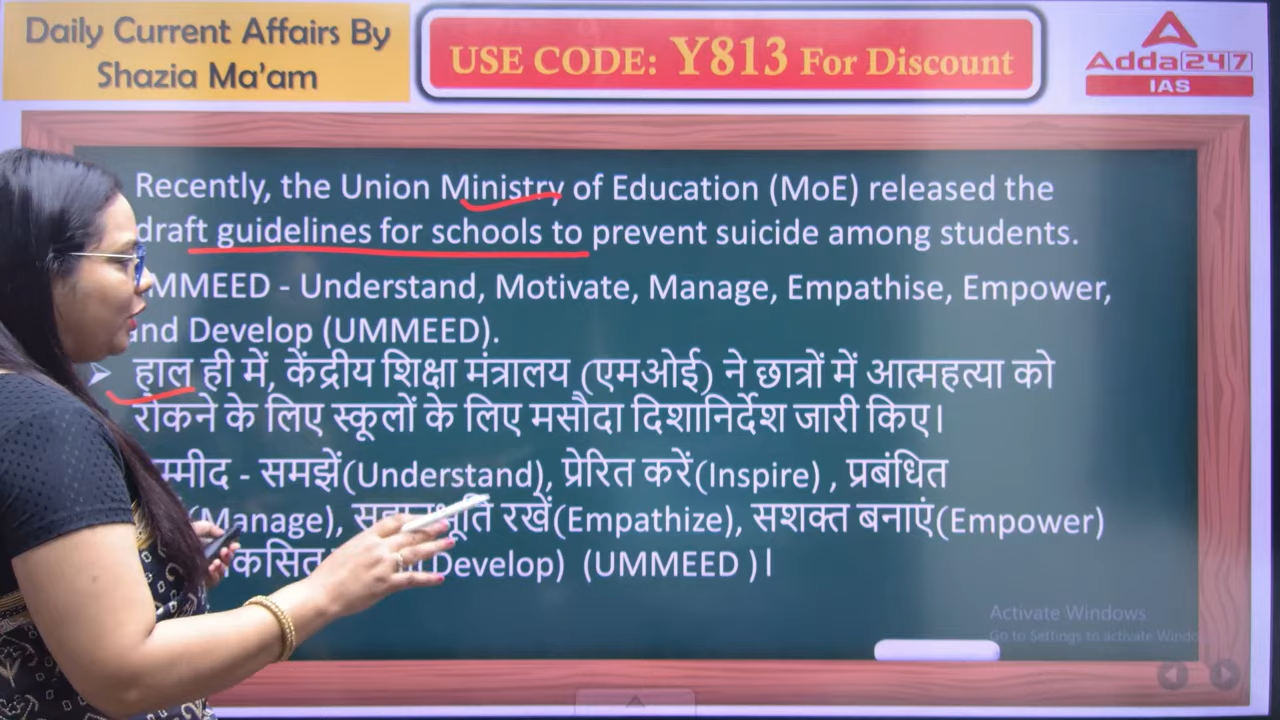 Daily Current Affairs By
Shazia Ma'am
USE CODE: Y813 For Discount
Adda247
IAS
Recently, the Union Ministry of Education (MoE) released the
draft guidelines for schools to prevent suicide among students.
MMEED - Understand, Motivate, Manage, Empathise, Empower,
and Develop (UMMEED).
हाल ही में, केंद्रीय शिक्षा मंत्रालय (एमओई) ने छात्रों में आत्महत्या को
रोकने के लिए स्कूलों के लिए मसौदा दिशानिर्देश जारी किए।
म्मीद - समझें(Understand), प्रेरित करें(Inspire) , प्रबंधित
(Manage), रखें(Empathize), सशक्त बनाएं(Empower)
कसित Develop) (UMMEED )।
Activate Windows
Go to Settings to activate Windo